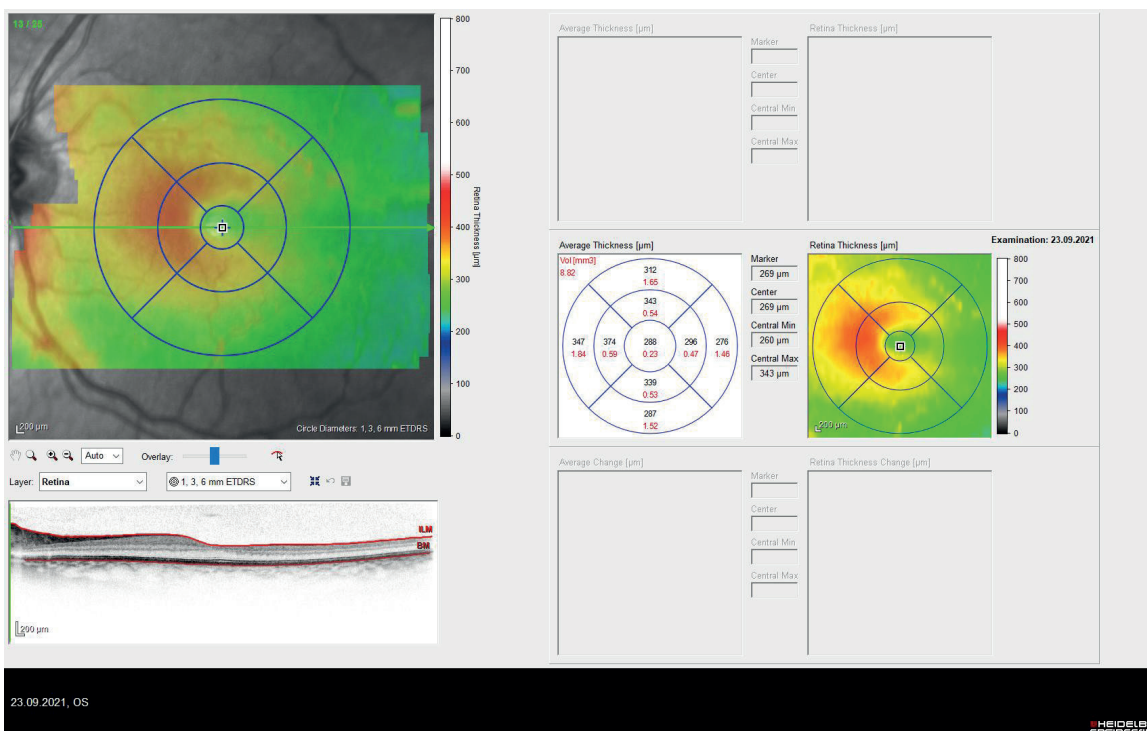 13 / 25
800
700
600
500
400
300
200
100
0
Retina Thickness [µm]
200 µm
Circle Diameters: 1, 3, 6 mm ETDRS
Auto
Overlay:
Layer:
Retina
1, 3, 6 mm ETDRS
ILM
BM
200 µm
Average Thickness [µm]
Marker
Center
Central Min
Central Max
Retina Thickness [µm]
Examination: 23.09.2021
Average Thickness [µm]
Vol [mm3]
8.82
312
1.65
343
0.54
347
374
288
296
276
1.84
0.59
0.23
0.47
1.46
339
0.53
287
1.52
Marker
269 µm
Center
269 µm
Central Min
260 µm
Central Max
343 µm
Retina Thickness [µm]
800
700
600
500
400
300
200
100
0
200 µm
Average Change [µm]
Marker
Center
Central Min
Central Max
Retina Thickness Change [µm]
23.09.2021, OS
HEIDELB